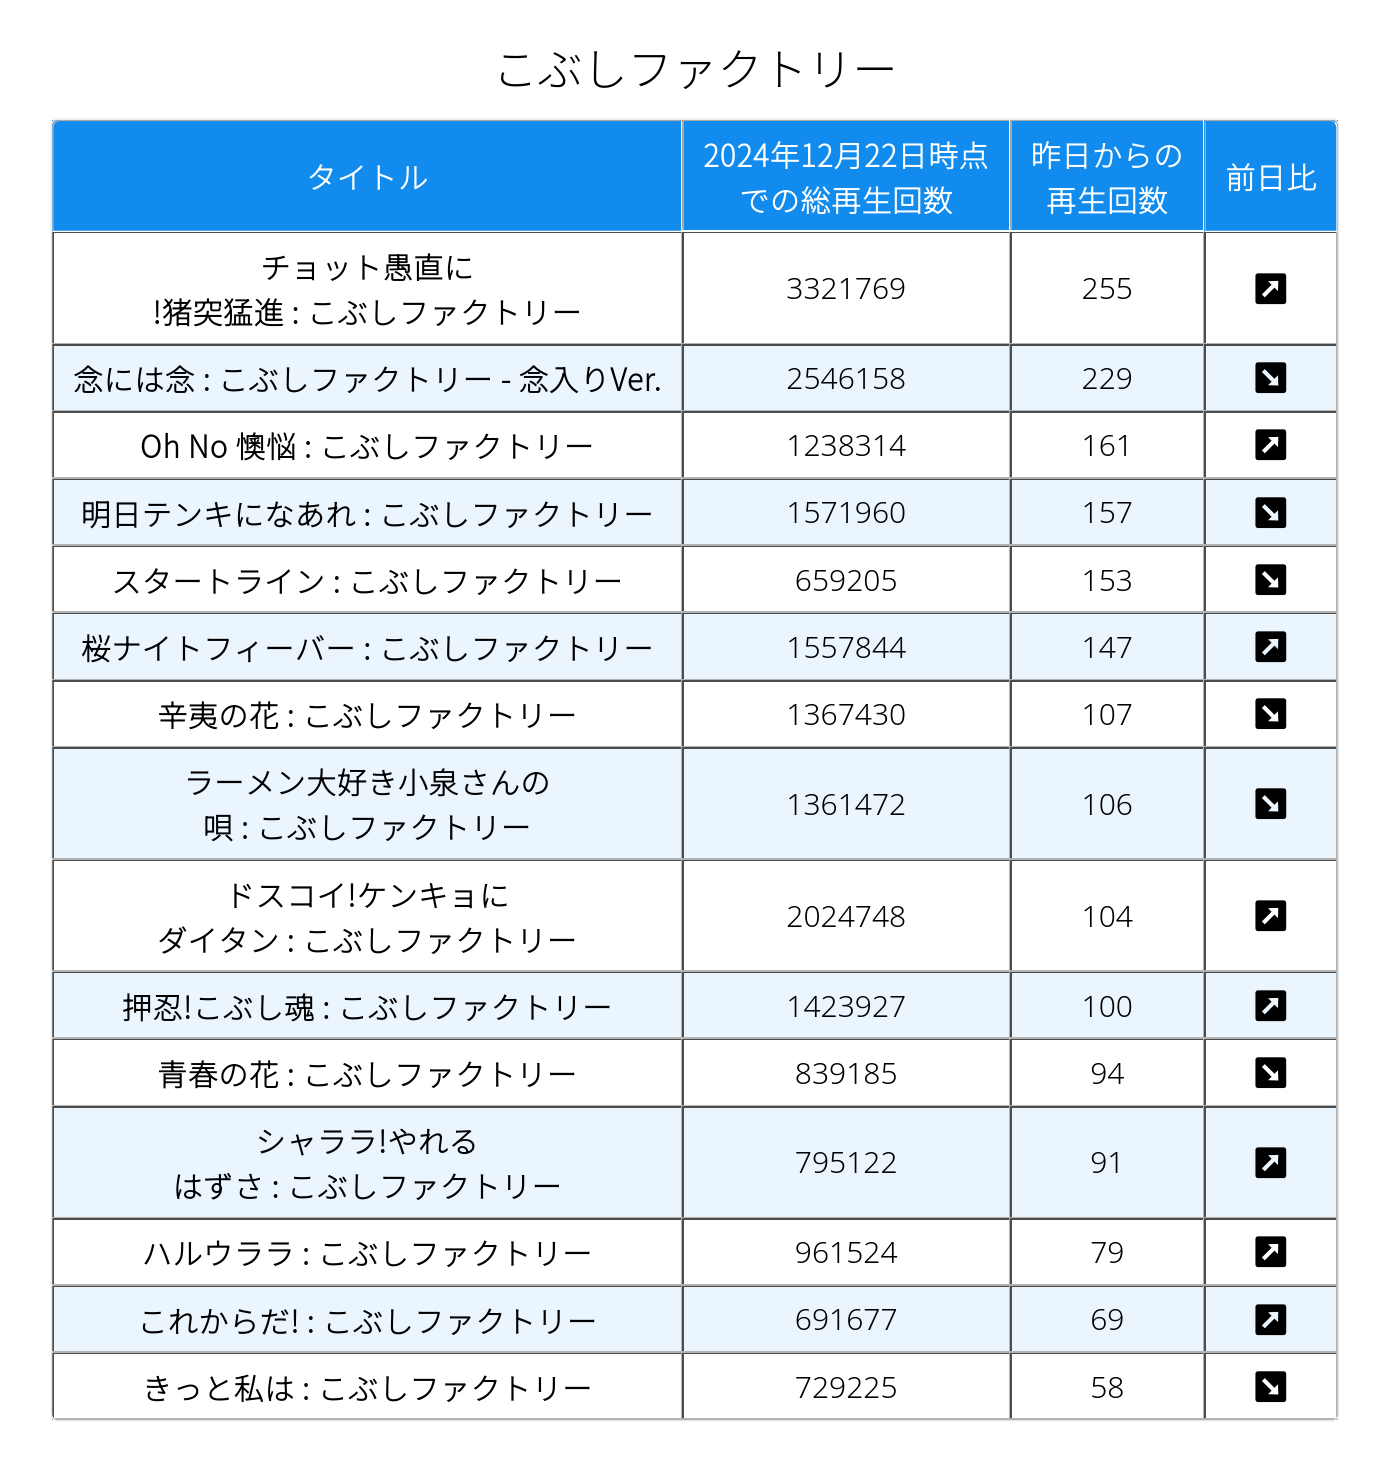 こぶしファクトリー
タイトル
2024年12月22日時点
での総再生回数
昨日からの
再生回数
前日比
チョット愚直に
!猪突猛進 : こぶしファクトリー
3321769
255
念には念 : こぶしファクトリー - 念入りVer.
2546158
229
Oh No 懊悩 : こぶしファクトリー
1238314
161
明日テンキになあれ : こぶしファクトリー
1571960
157
スタートライン : こぶしファクトリー
659205
153
桜ナイトフィーバー : こぶしファクトリー
1557844
147
辛夷の花 : こぶしファクトリー
1367430
107
ラーメン大好き小泉さんの
唄 : こぶしファクトリー
1361472
106
ドスコイ!ケンキョに
ダイタン : こぶしファクトリー
2024748
104
押忍!こぶし魂 : こぶしファクトリー
1423927
100
青春の花 : こぶしファクトリー
839185
94
シャララ!やれる
はずさ : こぶしファクトリー
795122
91
ハルウララ : こぶしファクトリー
961524
79
これからだ! : こぶしファクトリー
691677
69
きっと私は : こぶしファクトリー
729225
58